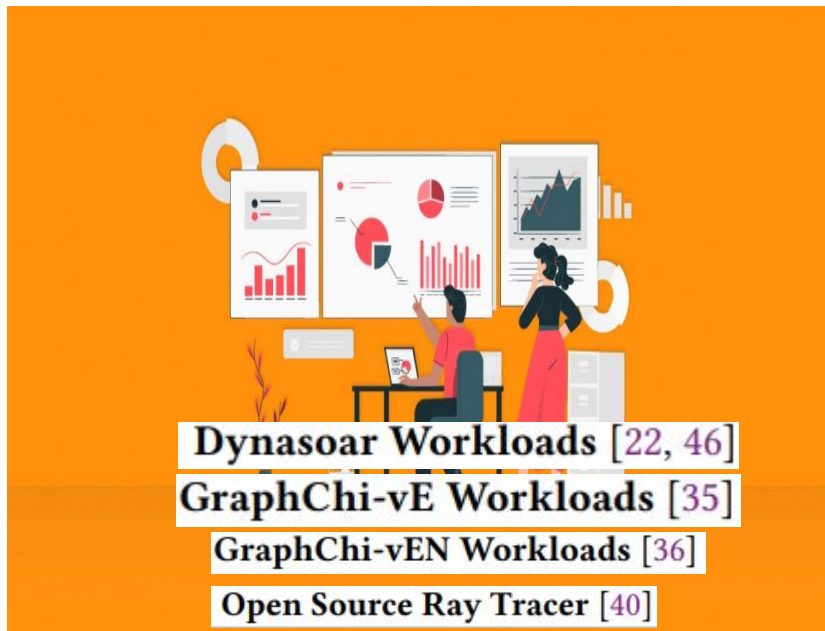 Dynasoar Workloads [22, 46]
GraphChi-vE Workloads [35]
GraphChi-vEN Workloads [36]
Open Source Ray Tracer [40]